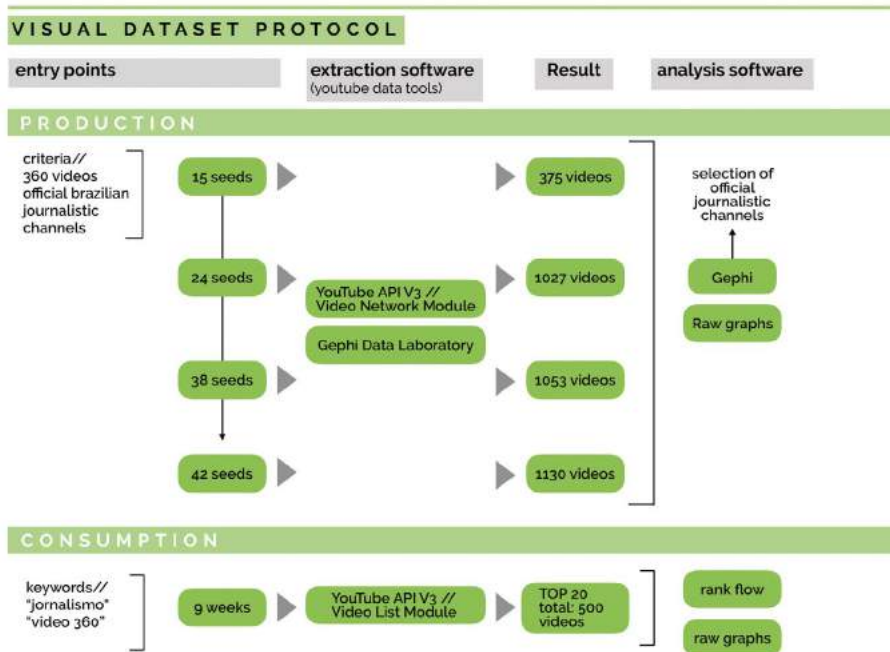 VISUAL DATASET PROTOCOL
entry points
extraction software
(youtube data tools)
Result
analysis software
PRODUCTION
criteria//
360 videos
official brazilian
journalistic
channels
15 seeds
375 videos
24 seeds
1027 videos
YouTube API V3 //
Video Network Module
Gephi Data Laboratory
38 seeds
1053 videos
42 seeds
1130 videos
selection of
official
journalistic
channels
Gephi
Raw graphs
CONSUMPTION
keywords//
"jornalismo"
"video 360"
9 weeks
YouTube API V3 //
Video List Module
TOP 20
total: 500
videos
rank flow
raw graphs